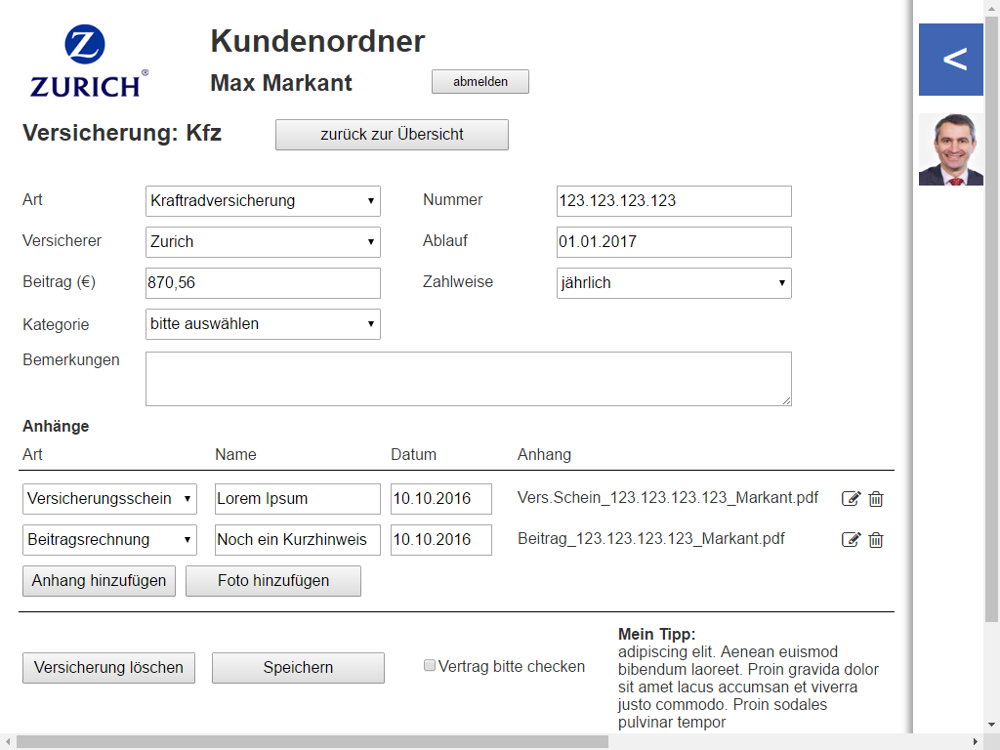 Z
ZURICH®
Kundenordner
Max Markant
abmelden
<
Versicherung: Kfz
zurück zur Übersicht
Art
Kraftradversicherung
Nummer
123.123.123.123
Versicherer
Zurich
Ablauf
01.01.2017
Beitrag (€)
870,56
Zahlweise
jährlich
Kategorie
bitte auswählen
Bemerkungen
Anhänge
Art Name Datum Anhang
Versicherungsschein Lorem Ipsum 10.10.2016 Vers.Schein_123.123.123.123_Markant.pdf
Beitragsrechnung Noch ein Kurzhinweis 10.10.2016 Beitrag_123.123.123.123_Markant.pdf
Anhang hinzufügen Foto hinzufügen
Versicherung löschen Speichern Vertrag bitte checken
Mein Tipp:
adipiscing elit. Aenean euismod
bibendum laoreet. Proin gravida dolor
sit amet lacus accumsan et viverra
justo commodo. Proin sodales
pulvinar tempor